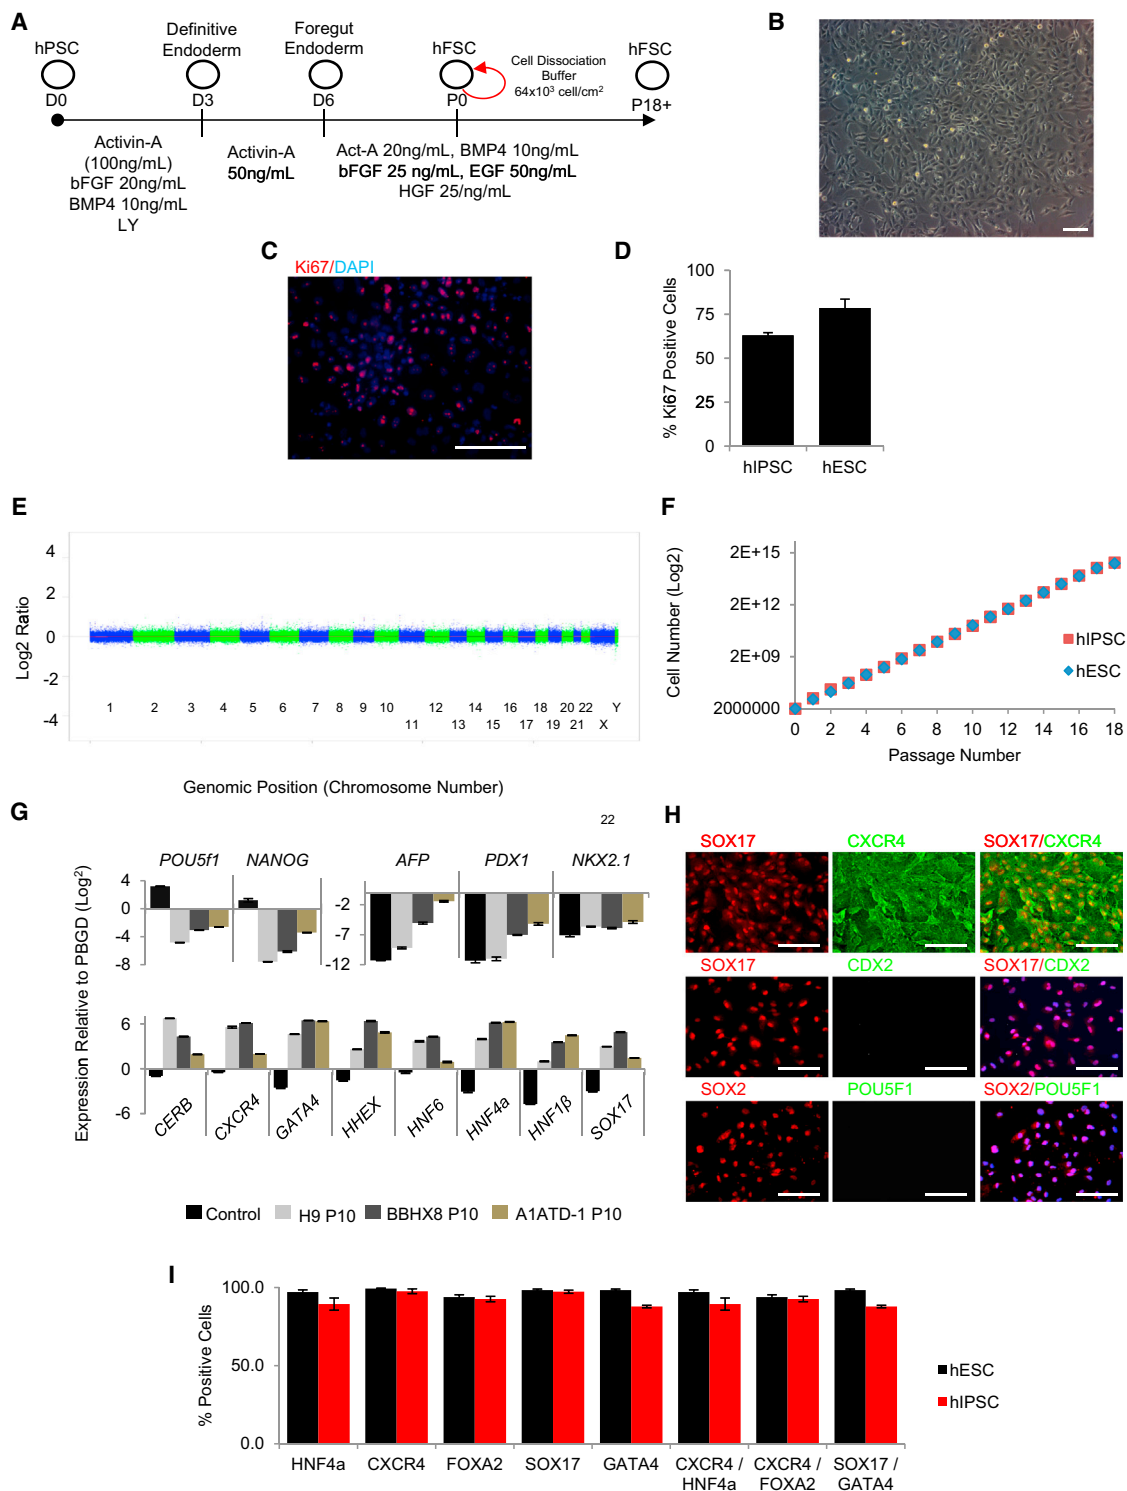 A
hPSC
Definitive
Endoderm
Foregut
Endoderm
hFSC
Cell Dissociation
Buffer
64x10³ cell/cm²
hFSC
D0
D3
D6
P0
P18+
Activin-A
(100ng/mL)
bFGF 20ng/mL
BMP4 10ng/mL
LY
Activin-A
50ng/mL
Act-A 20ng/mL, BMP4 10ng/mL
bFGF 25 ng/mL, EGF 50ng/mL
HGF 25/ng/mL
B
C
Ki67/DAPI
D
% Ki67 Positive Cells
100
75
50
25
0
hIPSC
hESC
E
Log2 Ratio
4
2
0
-2
-4
1 2 3 4 5 6 7 8 9 10 12 14 16 18 20 22 Y
11 13 15 17 19 21 X
Genomic Position (Chromosome Number)
F
Cell Number (Log2)
2E+15
2E+12
2E+09
2000000
0 2 4 6 8 10 12 14 16 18
Passage Number
hIPSC
hESC
G
22
Expression Relative to PBGD (Log²)
POU5f1 NANOG AFP PDX1 NKX2.1
4
0
-4
-8
-2
-7
-12
6
0
-6
CERB CXCR4 GATA4 HHEX HNF6 HNF4a HNF1β SOX17
Control H9 P10 BBHX8 P10 A1ATD-1 P10
H
SOX17 CXCR4 SOX17/CXCR4
SOX17 CDX2 SOX17/CDX2
SOX2 POU5F1 SOX2/POU5F1
I
% Positive Cells
100.0
50.0
0.0
HNF4a CXCR4 FOXA2 SOX17 GATA4 CXCR4 / CXCR4 / SOX17 /
HNF4a FOXA2 GATA4
hESC
hIPSC